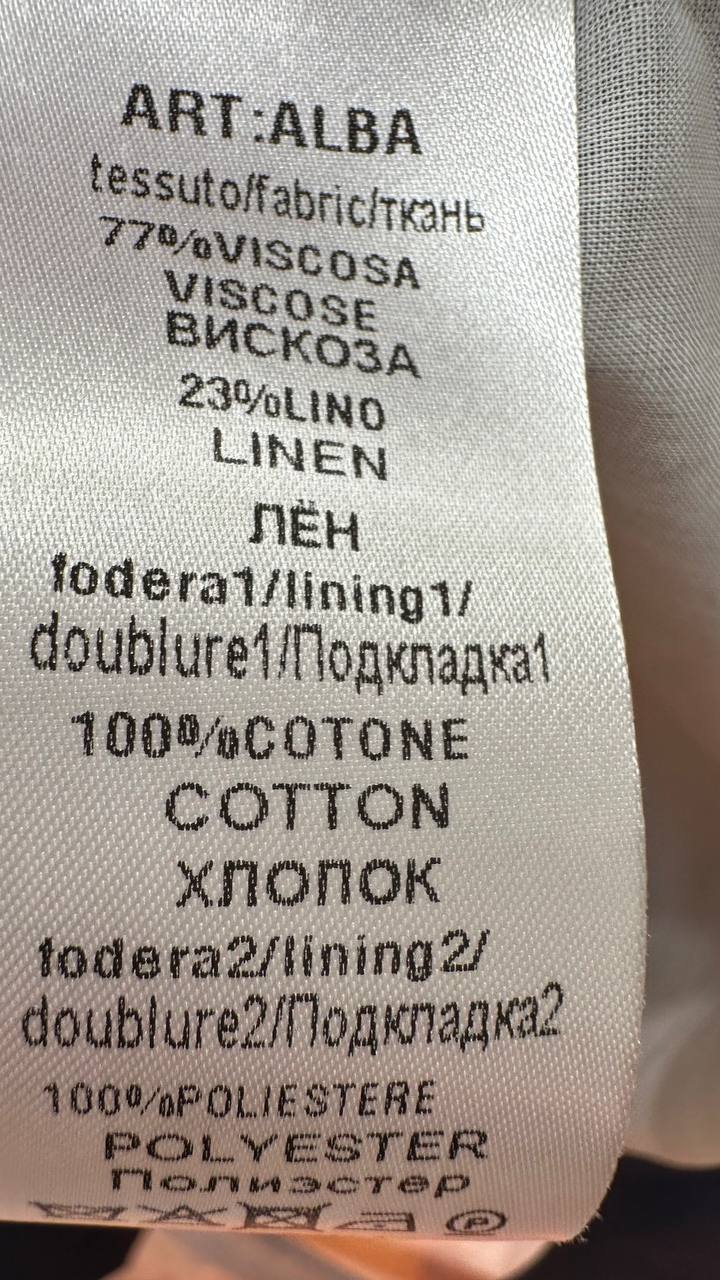 ART:ALBA
tessuto/fabric/ткань
77%VISCOSA
VISCOSE
ВИСКОЗА
23%LINO
LINEN
ЛЁН
fodera1/lining1/
doublure1/Подкладка1
100%COTONE
COTTON
ХЛОПОК
fodera2/lining2/
doublure2/Подкладка2
100%POLIESTERE
POLYESTER
Полиэстер
P